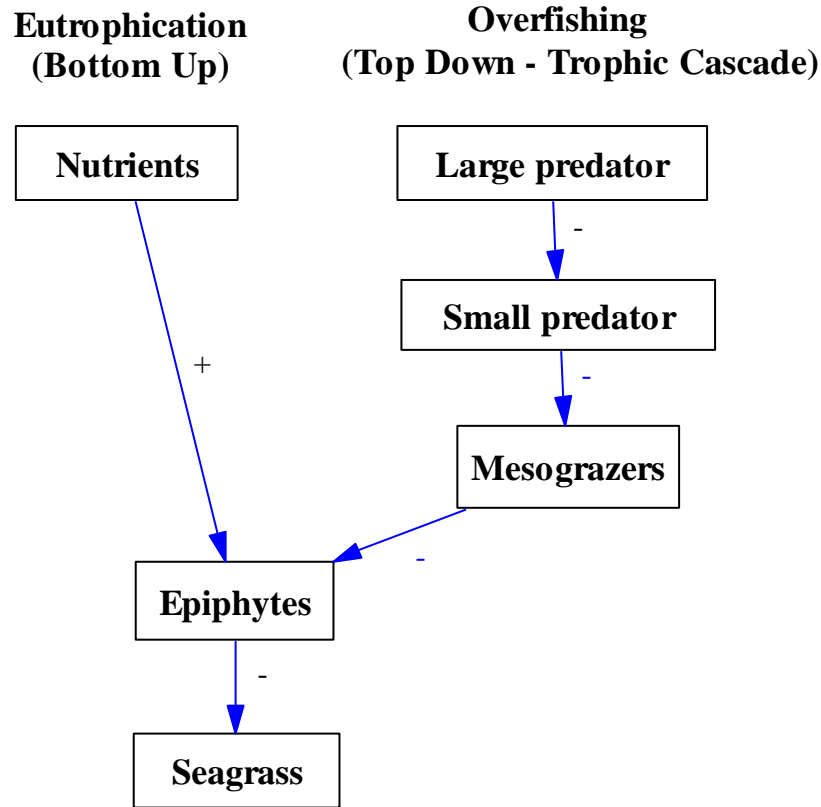 Eutrophication
(Bottom Up)
Overfishing
(Top Down - Trophic Cascade)
Nutrients
Large predator
-
Small predator
+
-
Mesograzers
-
Epiphytes
-
Seagrass